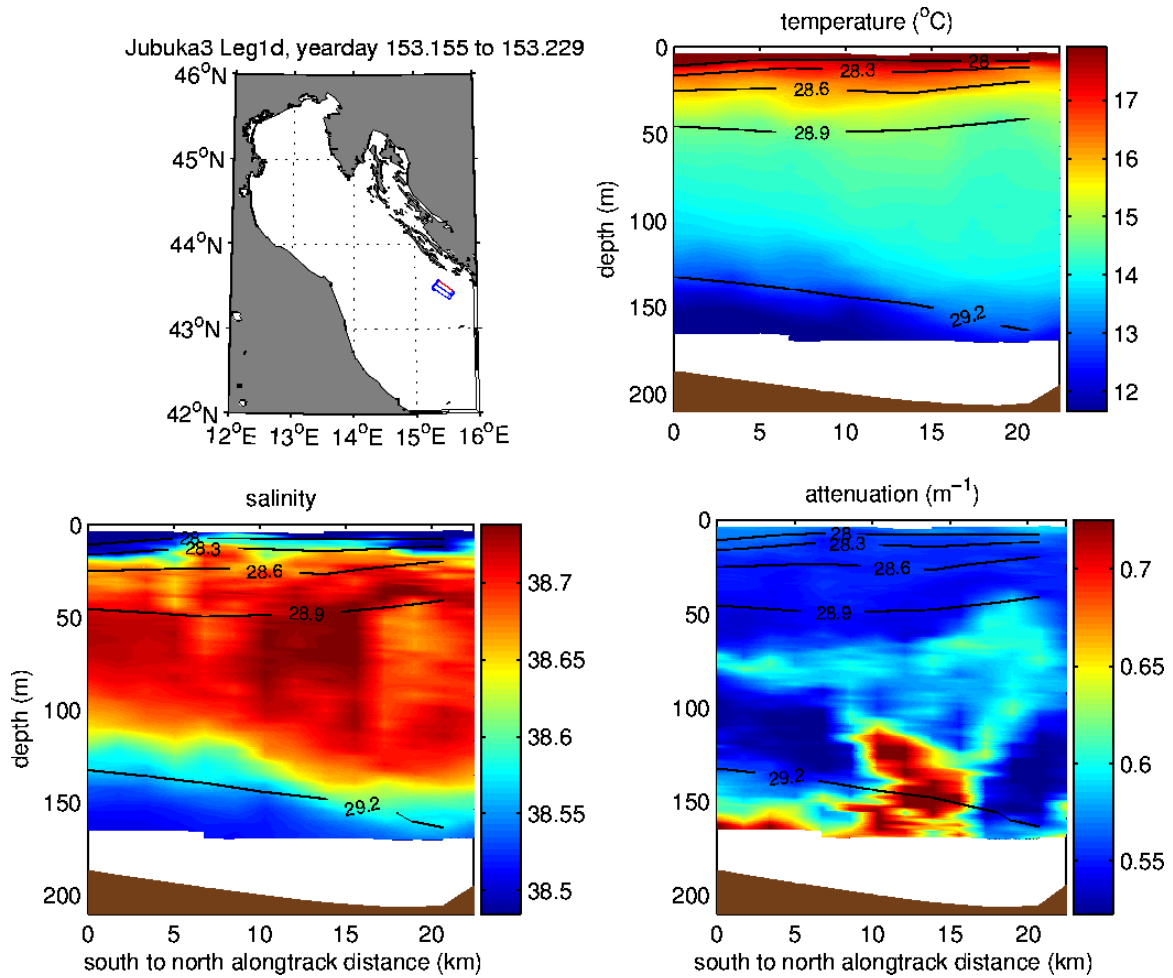 Jubuka3 Leg1d, yearday 153.155 to 153.229
46°N
45°N
44°N
43°N
42°N
12°E 13°E 14°E 15°E 16°E
temperature (°C)
0
50
100
150
200
depth (m)
28
28.3
28.6
28.9
29.2
0 5 10 15 20
17
16
15
14
13
12
salinity
0
50
100
150
200
depth (m)
28
28.3
28.6
28.9
29.2
0 5 10 15 20
south to north alongtrack distance (km)
38.7
38.65
38.6
38.55
38.5
attenuation (m⁻¹)
0
50
100
150
200
28
28.3
28.6
28.9
29.2
0 5 10 15 20
south to north alongtrack distance (km)
0.7
0.65
0.6
0.55